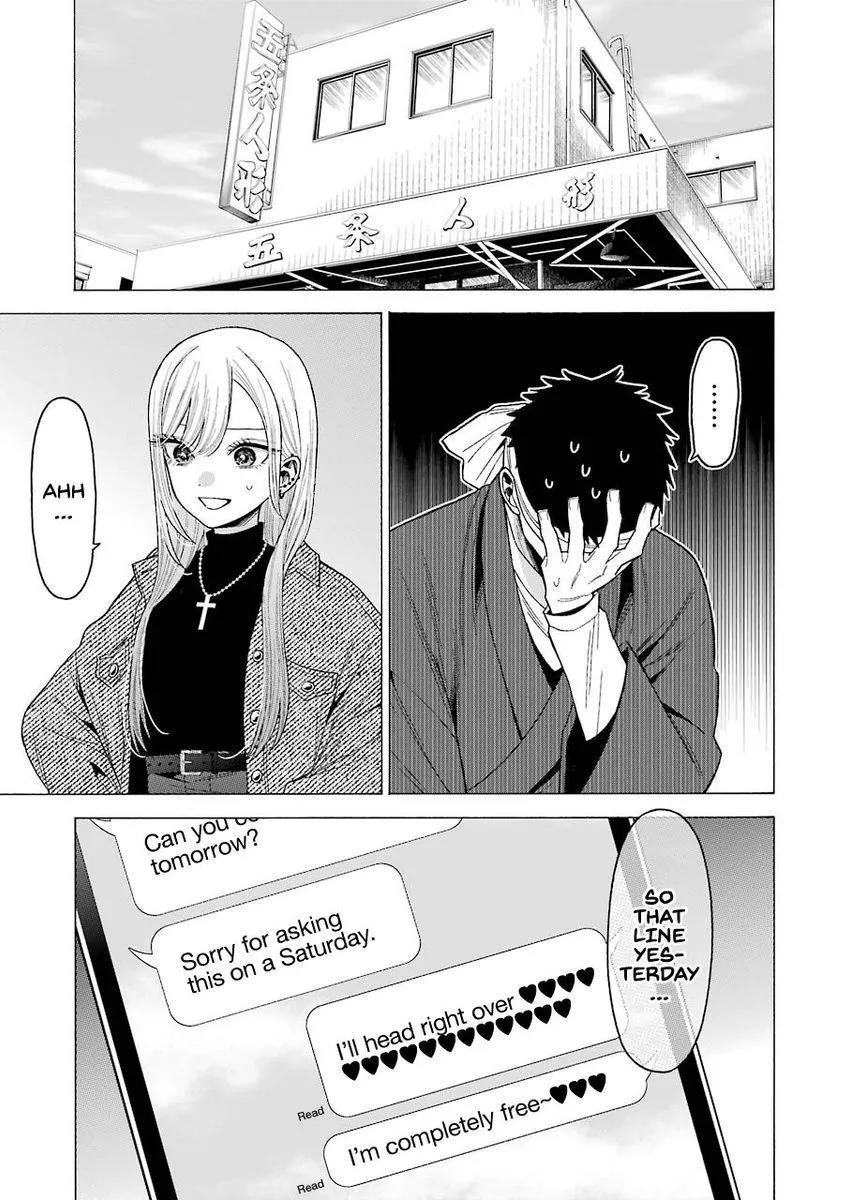 五条人形
五条人形
......
AHH
...
SO
THAT
LINE
YES-
TERDAY
...
Can you
tomorrow?
Sorry for asking
this on a Saturday.
I'll head right over ♥♥♥♥
♥♥♥♥♥♥♥♥♥♥♥♥
Read
I'm completely free~♥♥♥
Read